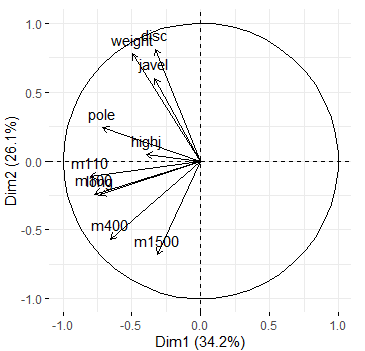 1.0
weight
disc
javel
0.5
pole
highj
0.0
m110
long
-0.5
m400
m1500
-1.0
-1.0
-0.5
0.0
0.5
1.0
Dim1 (34.2%)
Dim2 (26.1%)